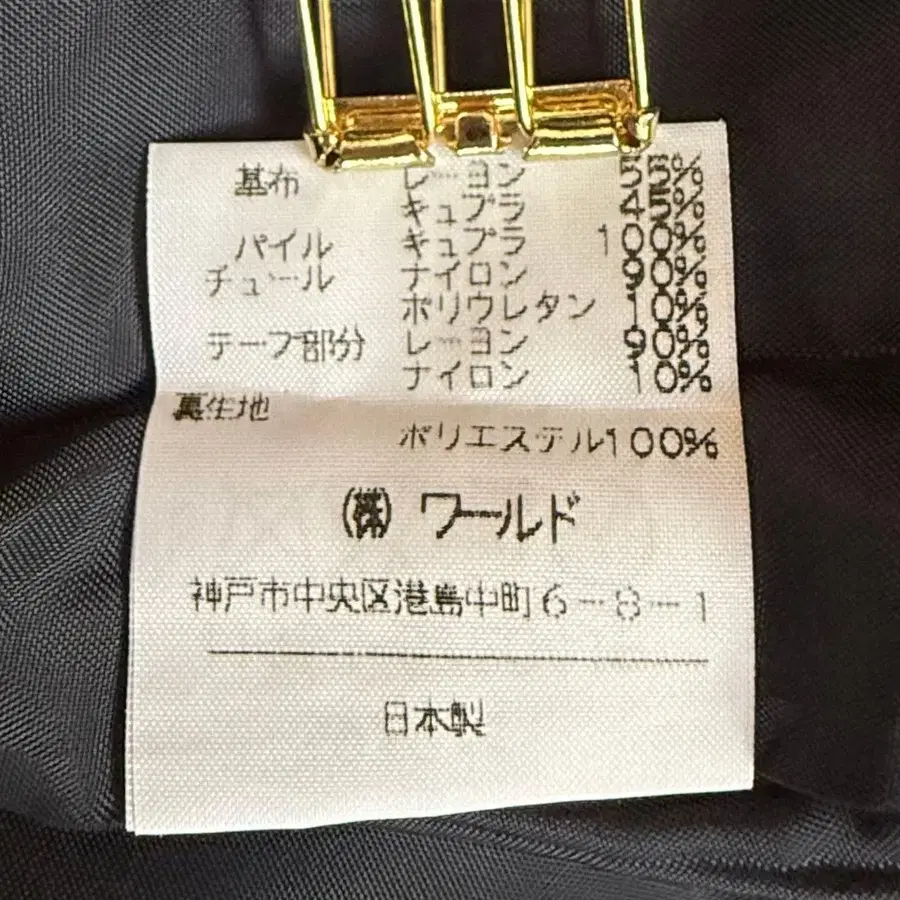 基布 レーヨン 55%
キュプラ 45%
パイル キュプラ 100%
チュール ナイロン 90%
ポリウレタン 10%
テープ部分 レーヨン 90%
ナイロン 10%
裏生地
ポリエステル100%
(株) ワールド
神戸市中央区港島中町6-8-1
日本製